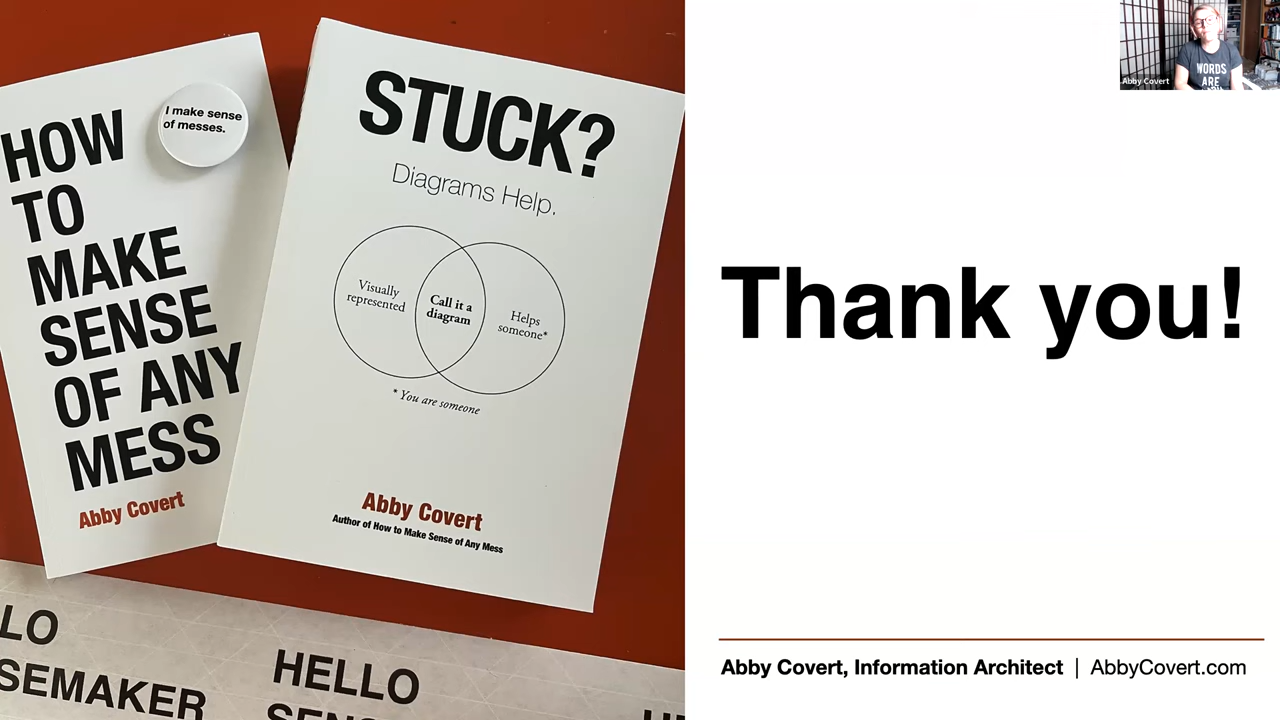 HOW
TO
MAKE
SENSE
OF ANY
MESS
Abby Covert
I make sense
of messes.
STUCK?
Diagrams Help.
Visually
represented
Call it a
diagram
Helps
someone*
* You are someone
Abby Covert
Author of How to Make Sense of Any Mess
LO
SEMAKER
HELLO
Thank you!
Abby Covert, Information Architect | AbbyCovert.com
Abby Covert
WORDS
ARE